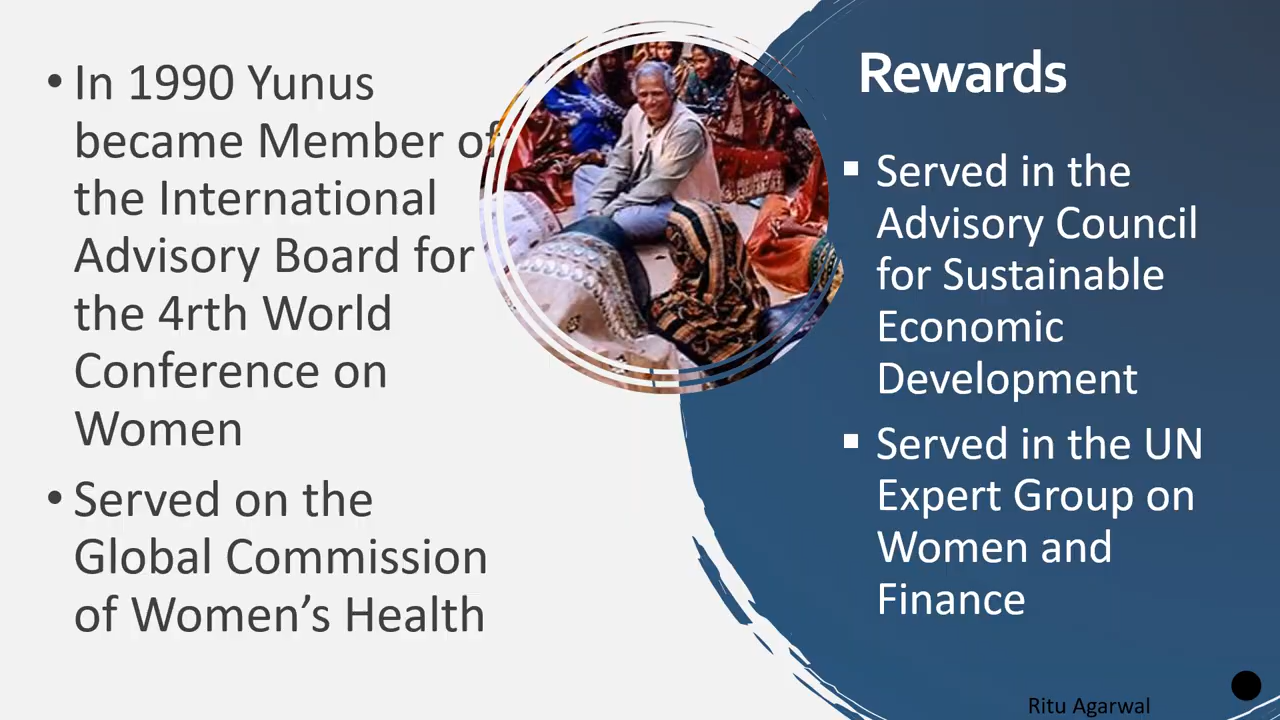 • In 1990 Yunus
became Member of
the International
Advisory Board for
the 4rth World
Conference on
Women
• Served on the
Global Commission
of Women’s Health
Rewards
▪ Served in the
Advisory Council
for Sustainable
Economic
Development
▪ Served in the UN
Expert Group on
Women and
Finance
Ritu Agarwal